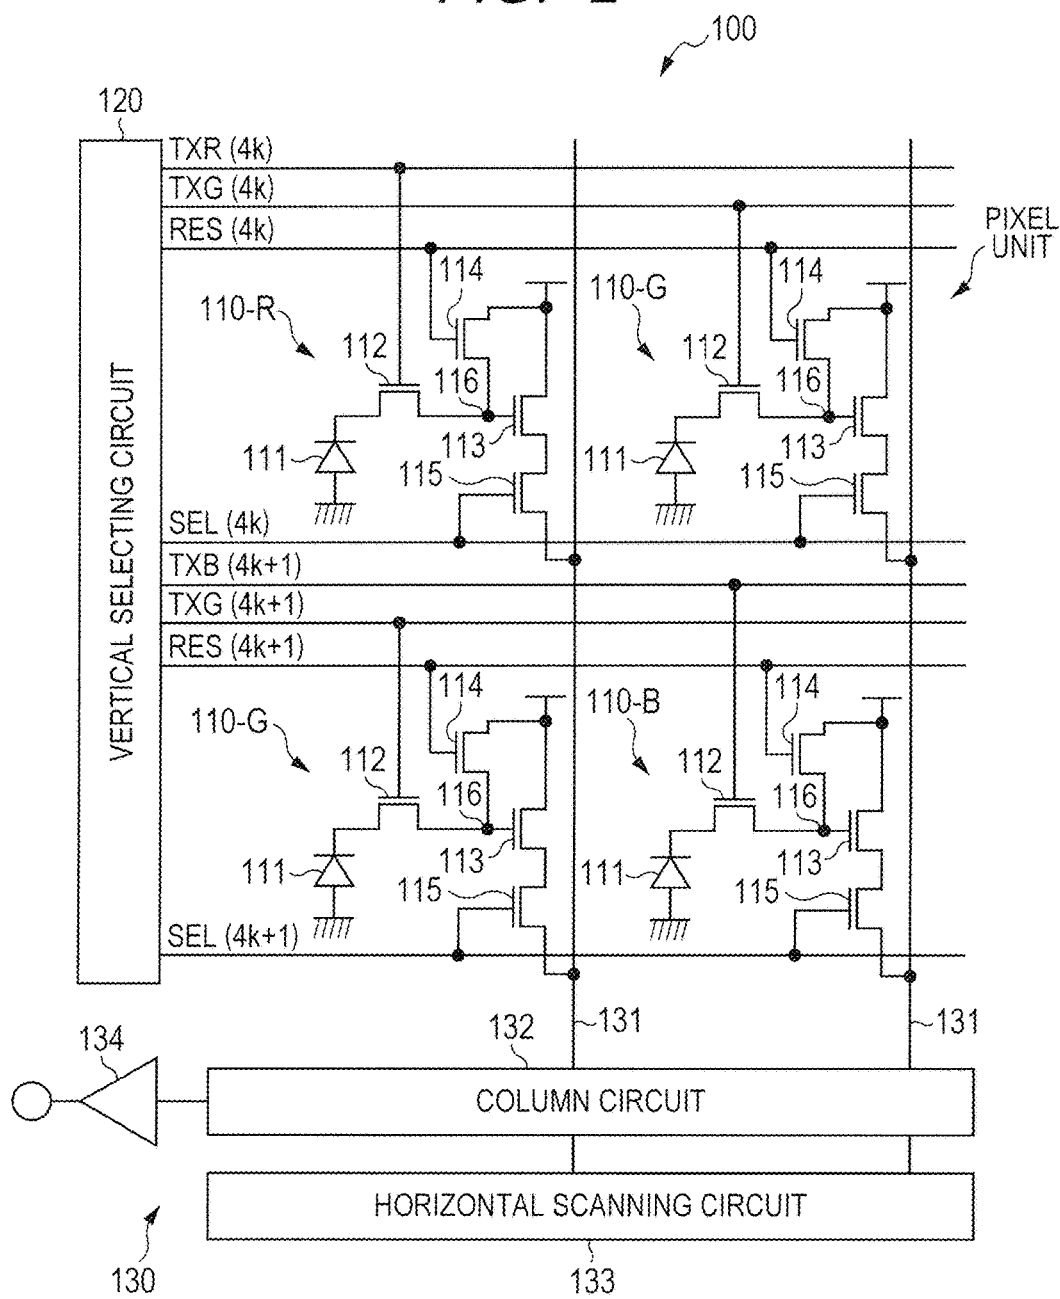 FIG. 2
100
120
TXR (4k)
TXG (4k)
RES (4k)
PIXEL
UNIT
114
114
110-R
110-G
112
112
116
116
111
113
111
113
115
115
VERTICAL SELECTING CIRCUIT
SEL (4k)
TXB (4k+1)
TXG (4k+1)
RES (4k+1)
114
114
110-G
110-B
112
112
116
116
111
113
111
113
115
115
SEL (4k+1)
131
131
132
134
COLUMN CIRCUIT
HORIZONTAL SCANNING CIRCUIT
130
133